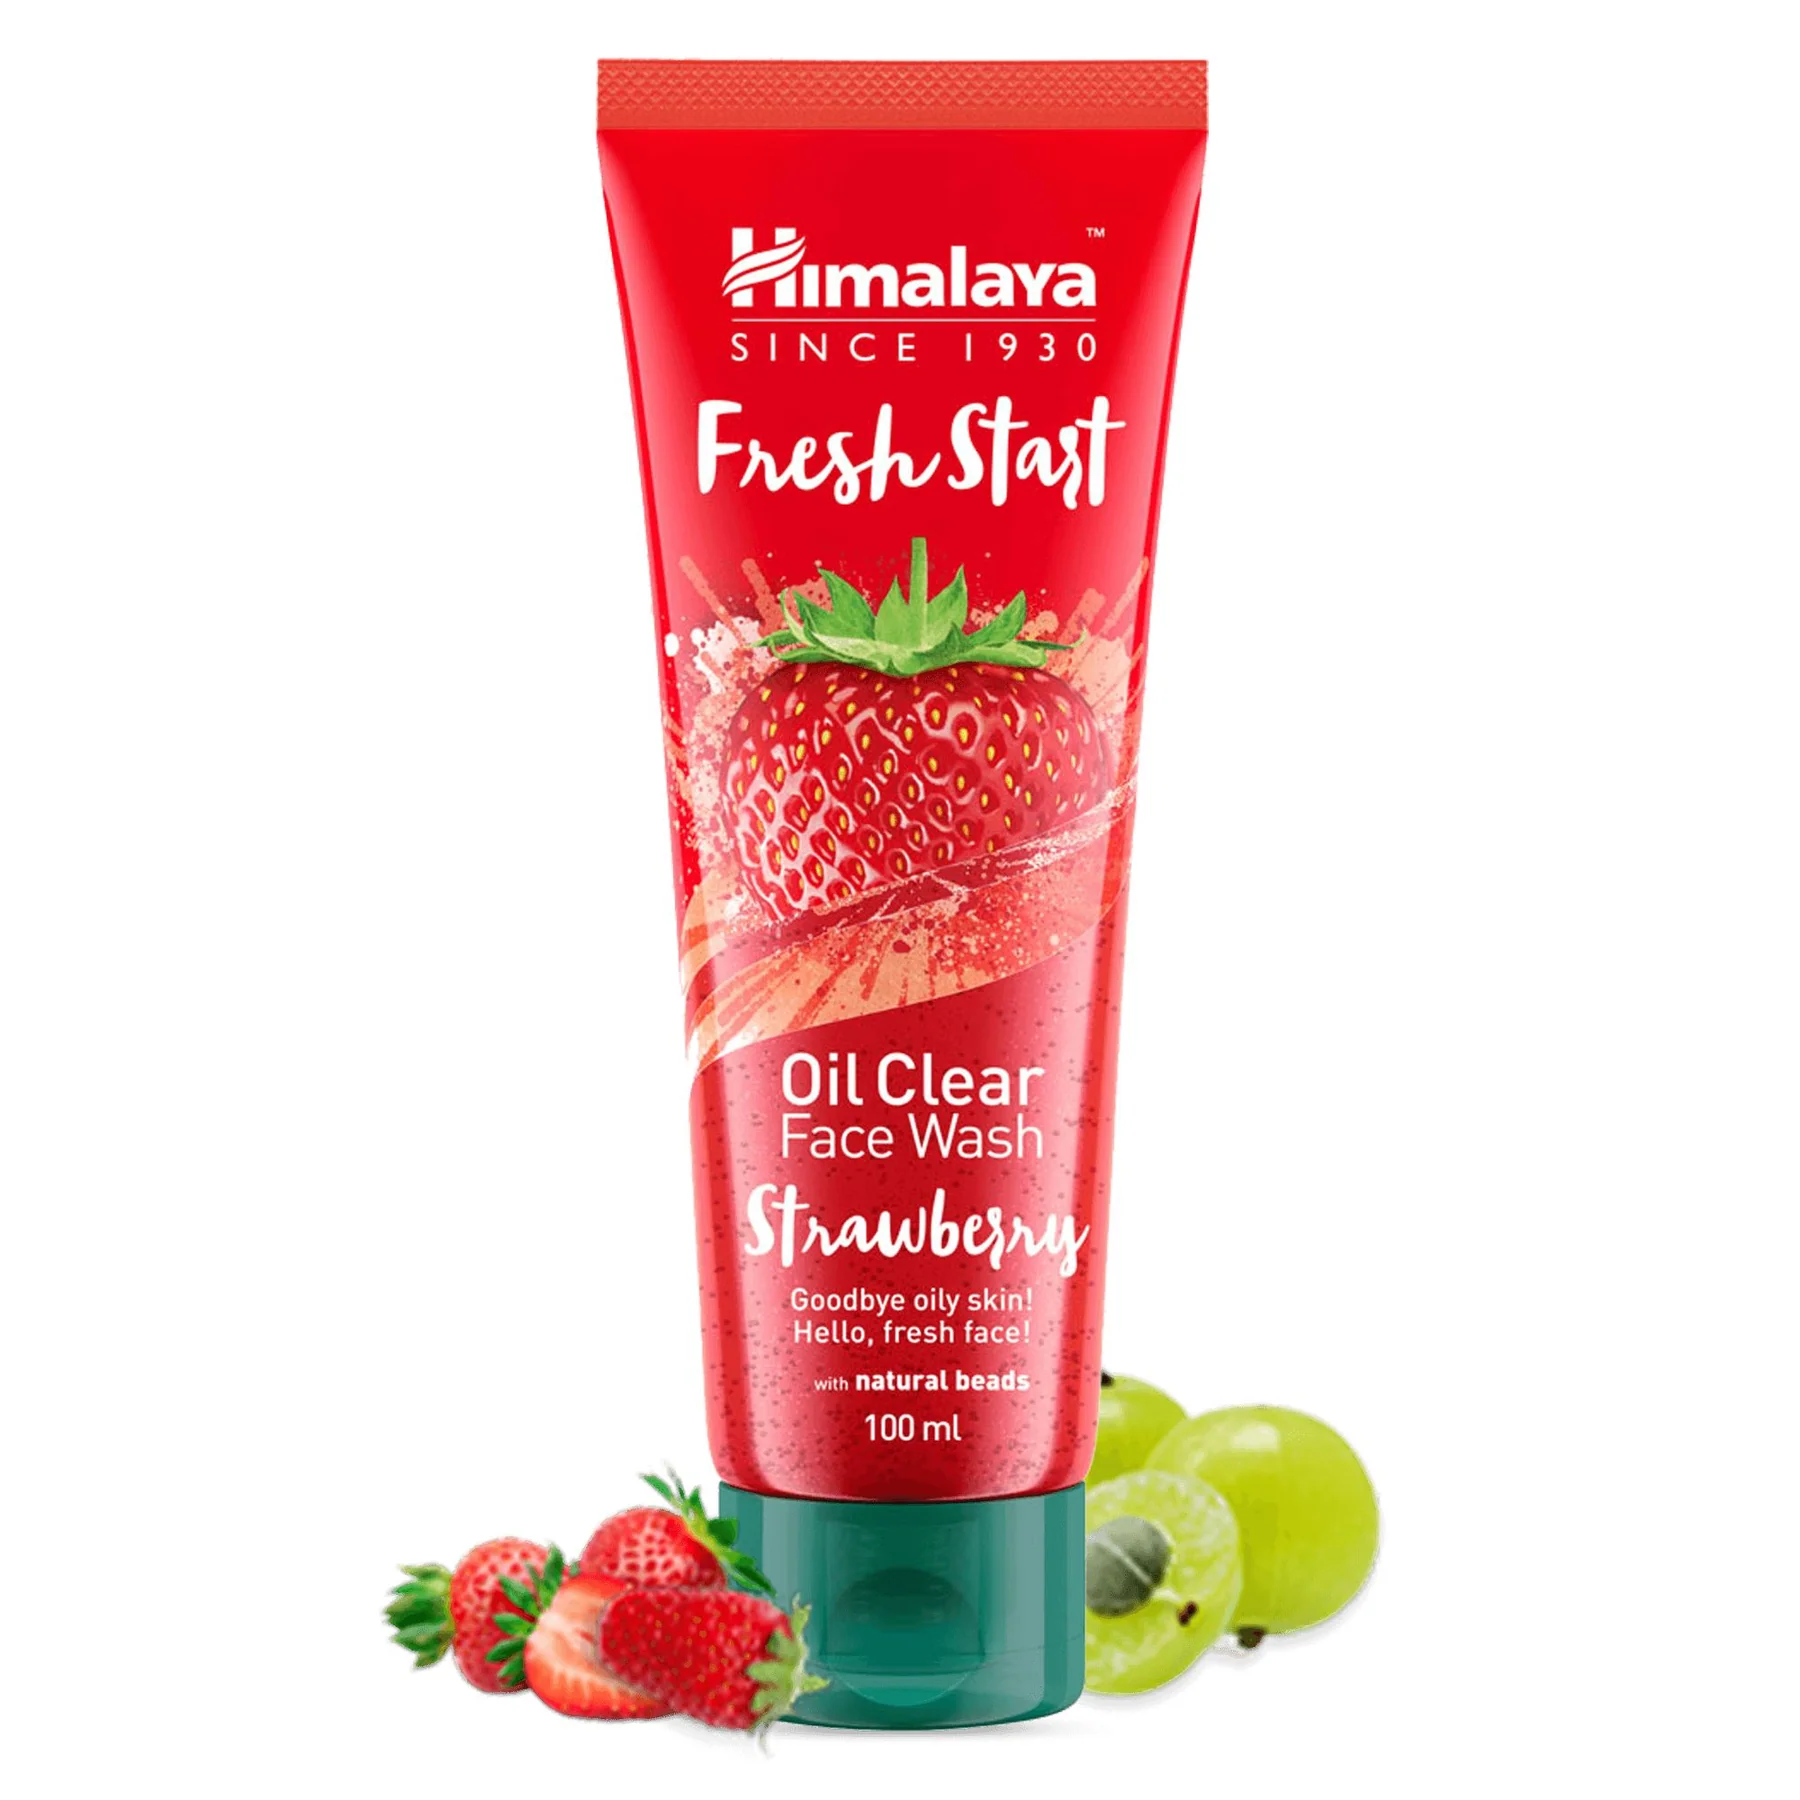 Himalaya™
SINCE 1930
Fresh Start
Oil Clear
Face Wash
Strawberry
Goodbye oily skin!
Hello, fresh face!
with natural beads
100 ml